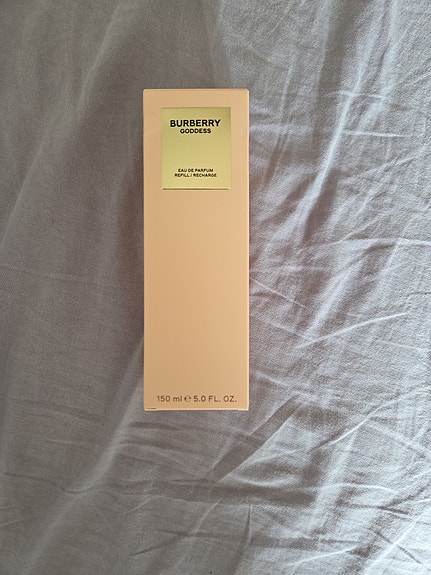 BURBERRY
GODDESS
EAU DE PARFUM
REFILL / RECHARGE
150 ml ℮ 5.0 FL. OZ.